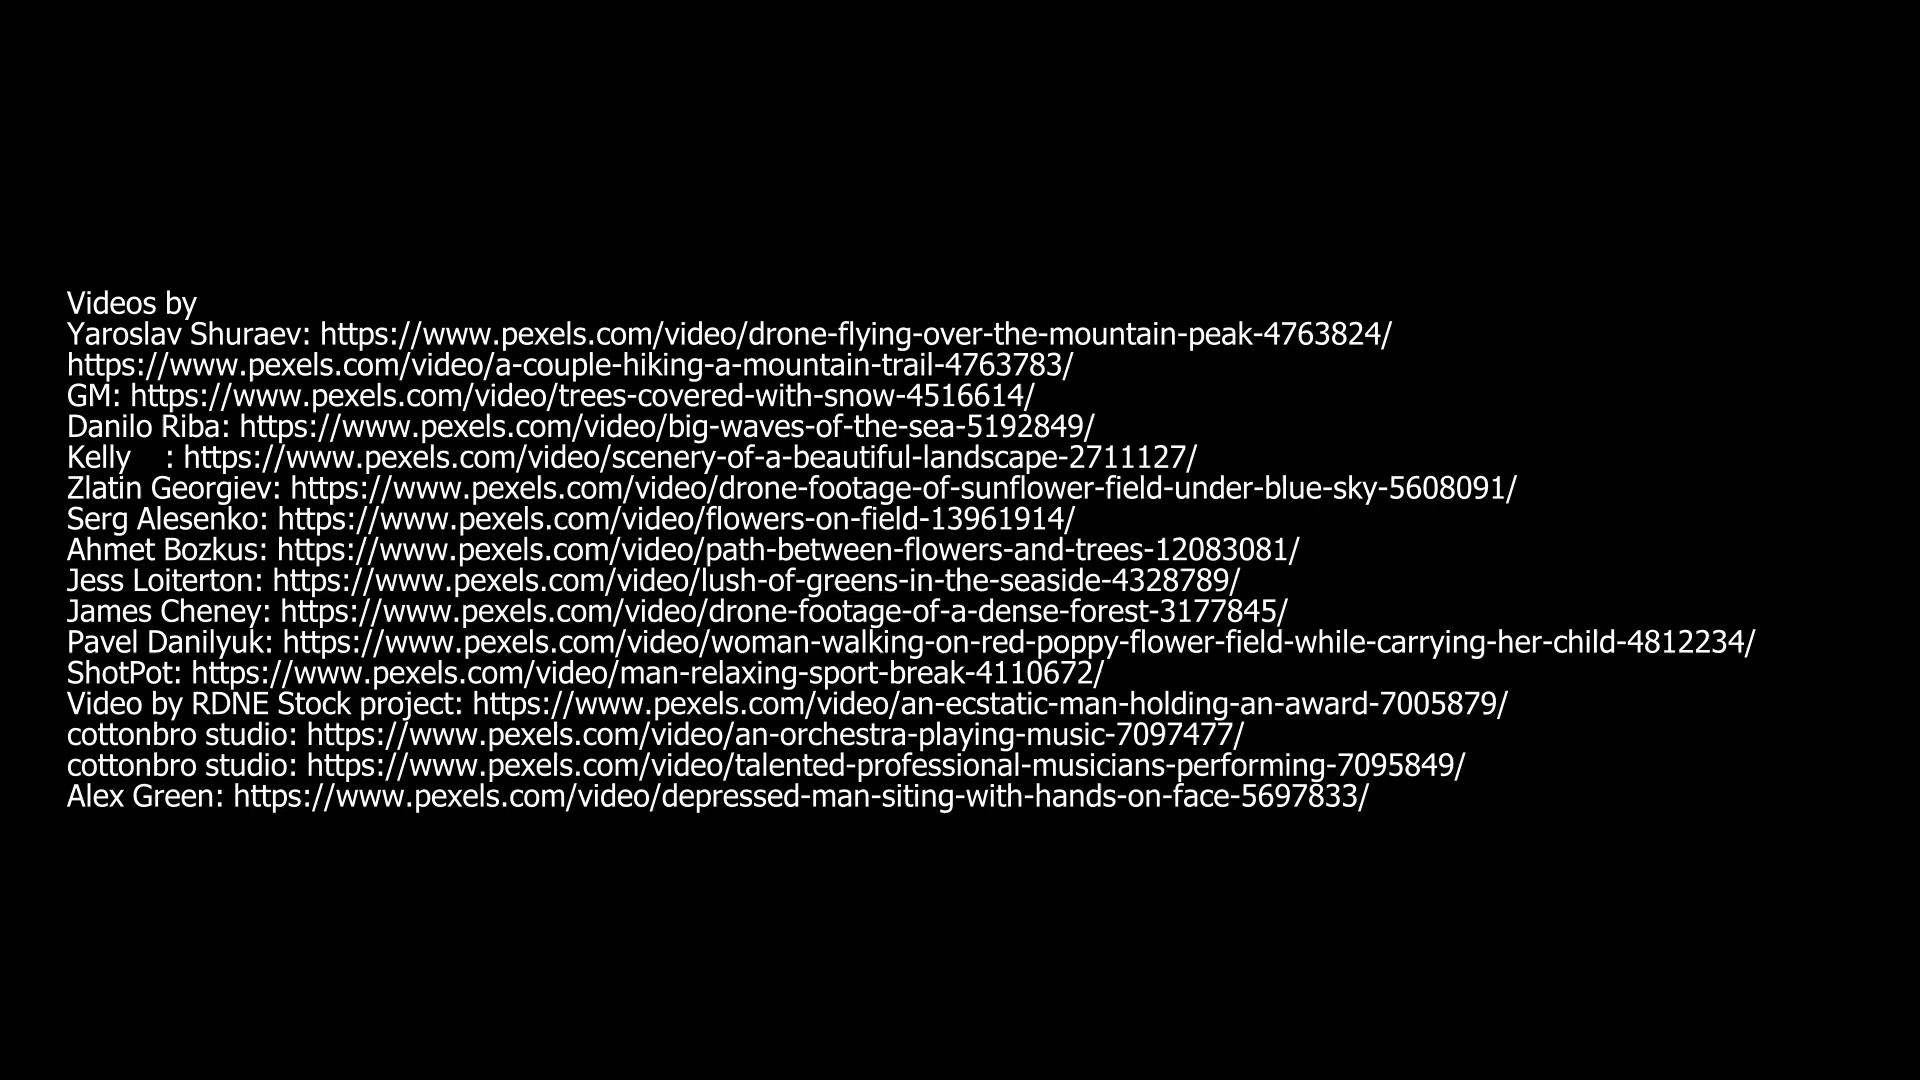 Videos by
Yaroslav Shuraev: https://www.pexels.com/video/drone-flying-over-the-mountain-peak-4763824/
https://www.pexels.com/video/a-couple-hiking-a-mountain-trail-4763783/
GM: https://www.pexels.com/video/trees-covered-with-snow-4516614/
Danilo Riba: https://www.pexels.com/video/big-waves-of-the-sea-5192849/
Kelly    : https://www.pexels.com/video/scenery-of-a-beautiful-landscape-2711127/
Zlatin Georgiev: https://www.pexels.com/video/drone-footage-of-sunflower-field-under-blue-sky-5608091/
Serg Alesenko: https://www.pexels.com/video/flowers-on-field-13961914/
Ahmet Bozkus: https://www.pexels.com/video/path-between-flowers-and-trees-12083081/
Jess Loiterton: https://www.pexels.com/video/lush-of-greens-in-the-seaside-4328789/
James Cheney: https://www.pexels.com/video/drone-footage-of-a-dense-forest-3177845/
Pavel Danilyuk: https://www.pexels.com/video/woman-walking-on-red-poppy-flower-field-while-carrying-her-child-4812234/
ShotPot: https://www.pexels.com/video/man-relaxing-sport-break-4110672/
Video by RDNE Stock project: https://www.pexels.com/video/an-ecstatic-man-holding-an-award-7005879/
cottonbro studio: https://www.pexels.com/video/an-orchestra-playing-music-7097477/
cottonbro studio: https://www.pexels.com/video/talented-professional-musicians-performing-7095849/
Alex Green: https://www.pexels.com/video/depressed-man-siting-with-hands-on-face-5697833/